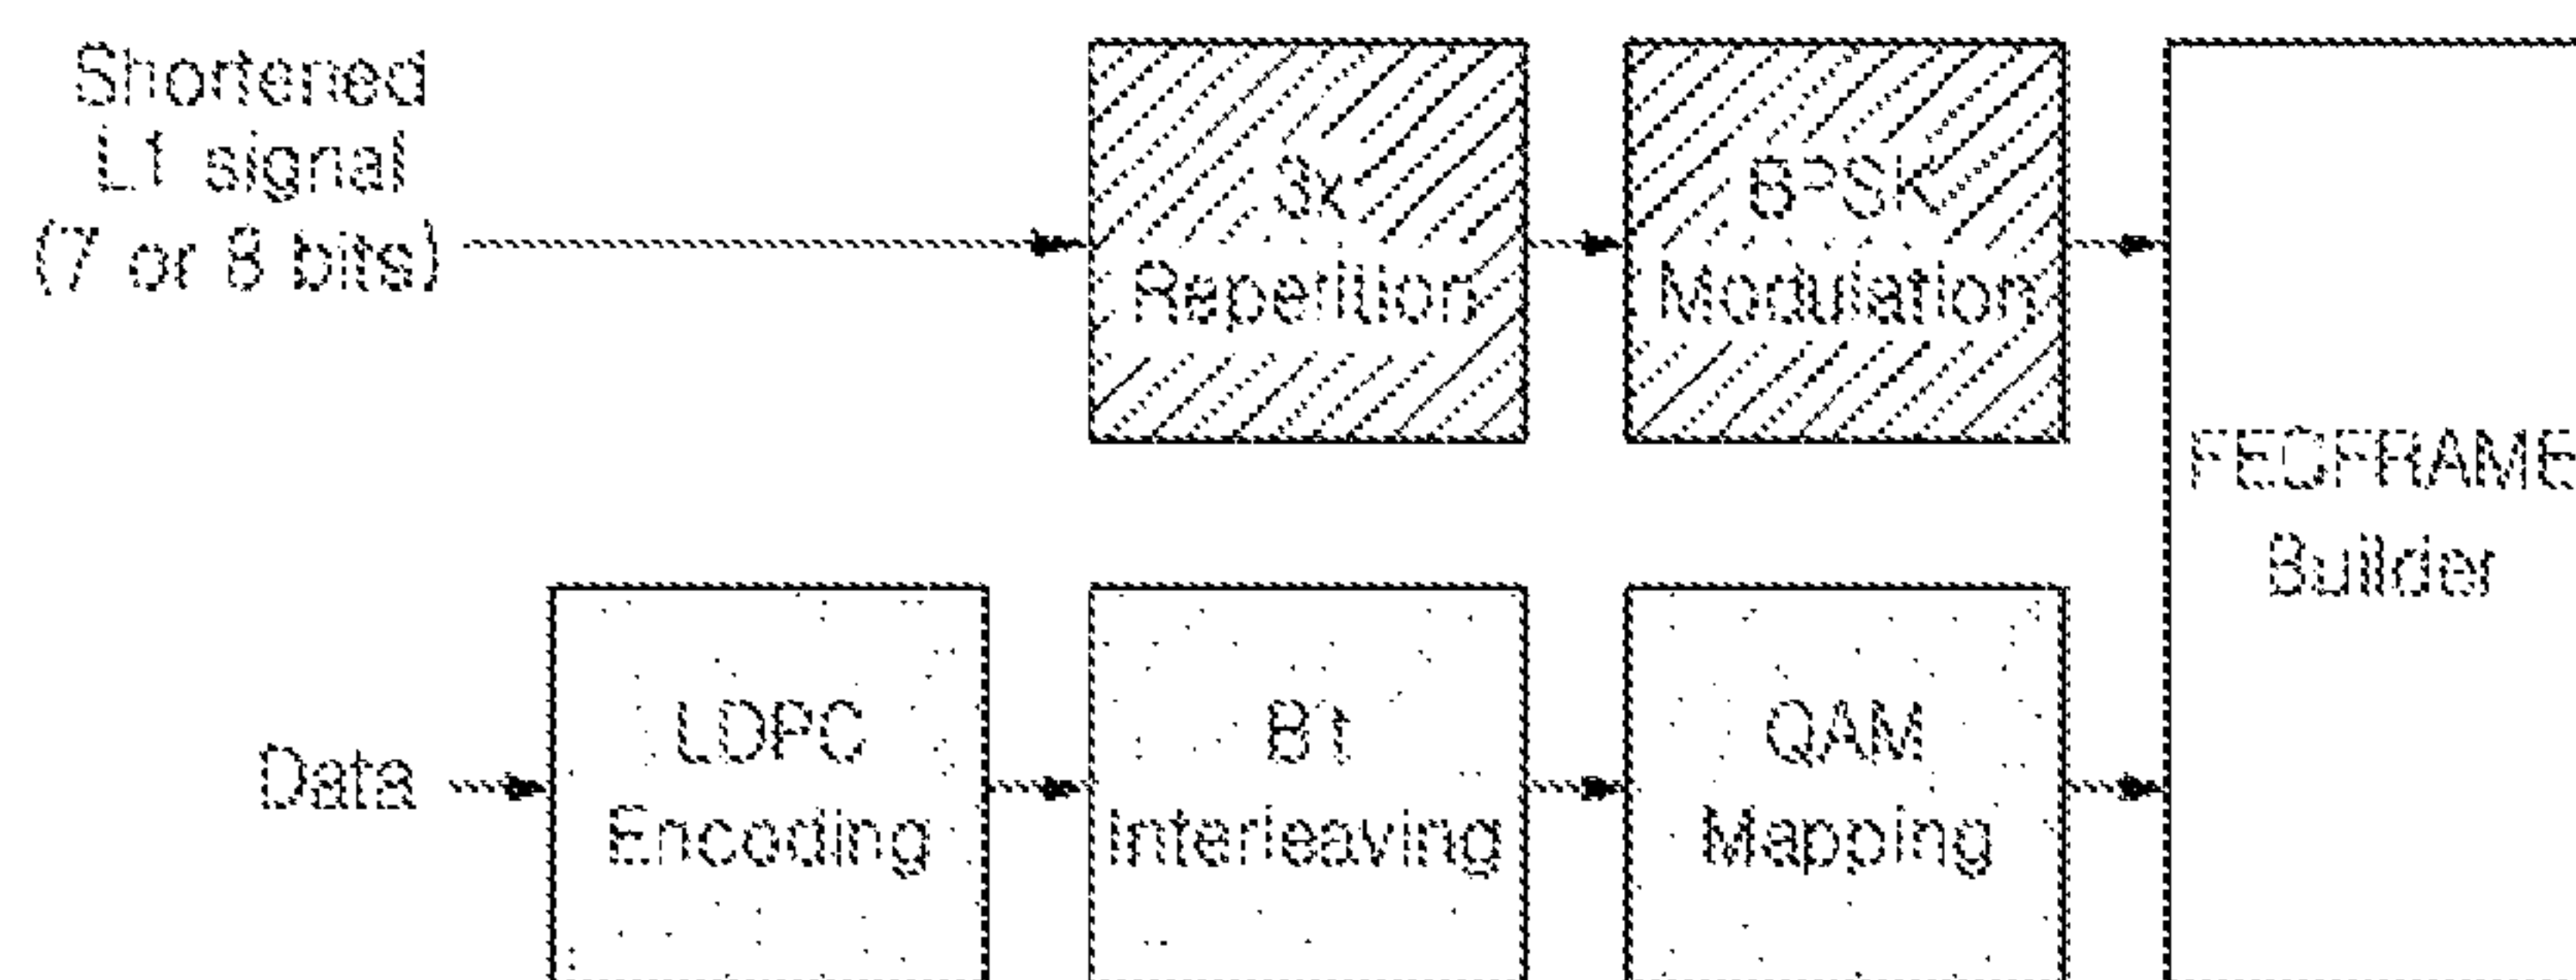 Shortened
L1 signal
(7 or 8 bits)
3x
Repetition
BPSK
Modulation
FECFRAME
Builder
Data
LDPC
Encoding
Bit
Interleaving
QAM
Mapping